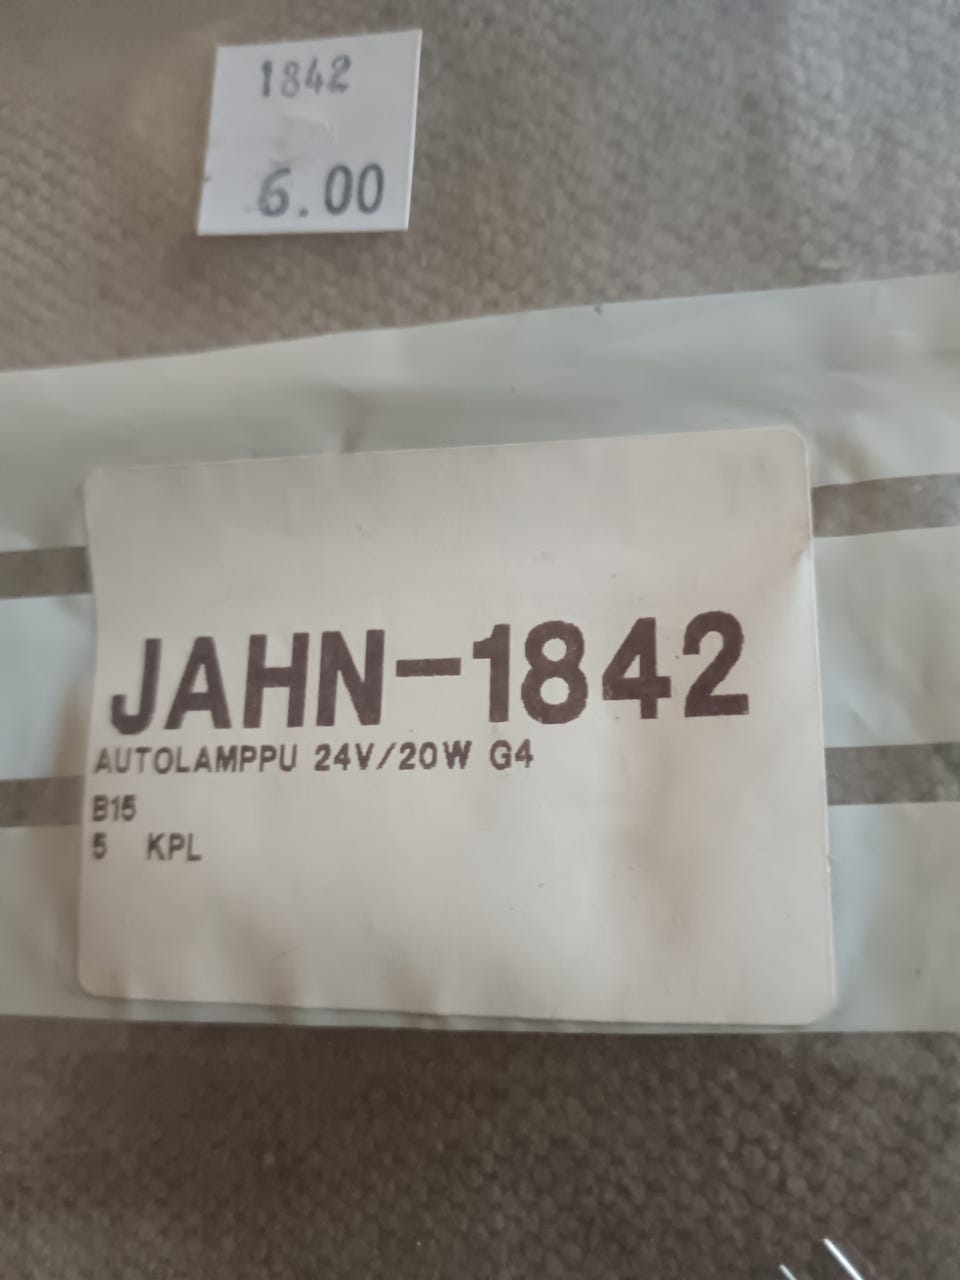 1842
6.00
JAHN-1842
AUTOLAMPPU 24V/20W G4
B15
5 KPL